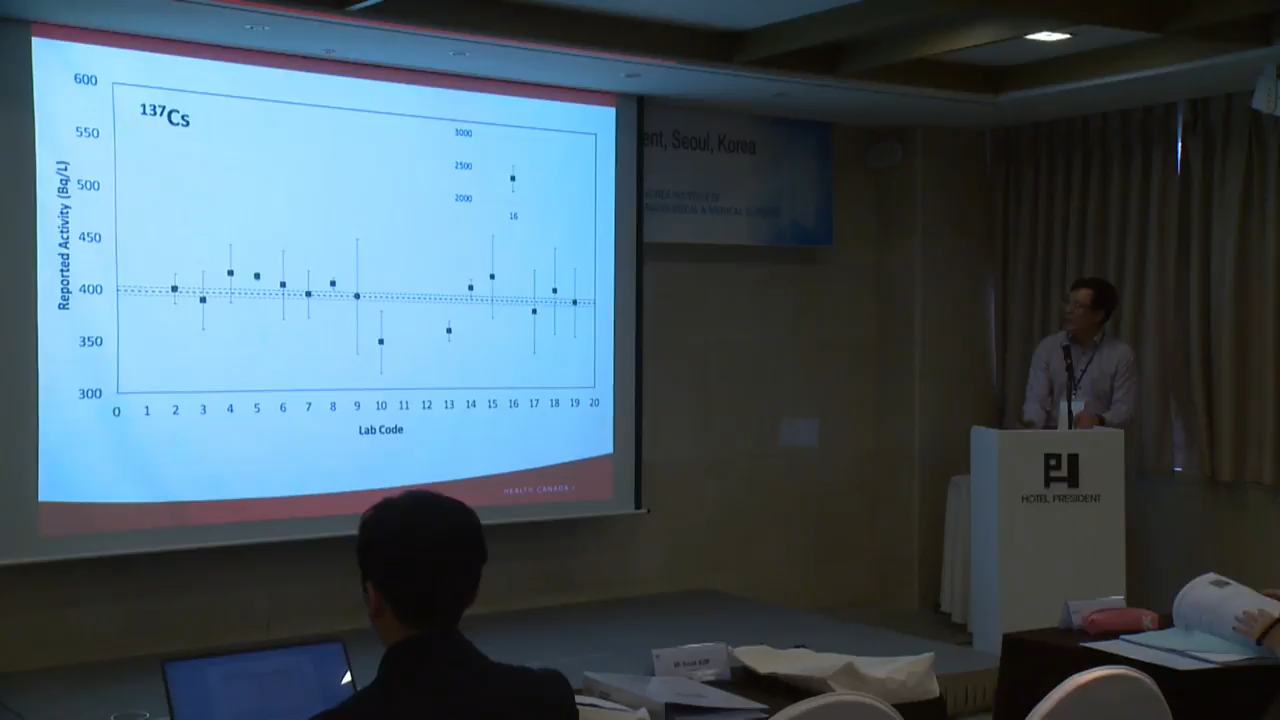 600
137Cs
550
500
450
400
350
300
Reported Activity (Bq/L)
3000
2500
2000
16
0 1 2 3 4 5 6 7 8 9 10 11 12 13 14 15 16 17 18 19 20
Lab Code
HEALTH CANADA
ent, Seoul, Korea
KOREA INSTITUTE OF
RADIOLOGICAL & MEDICAL SCIENCES
PH
HOTEL PRESIDENT